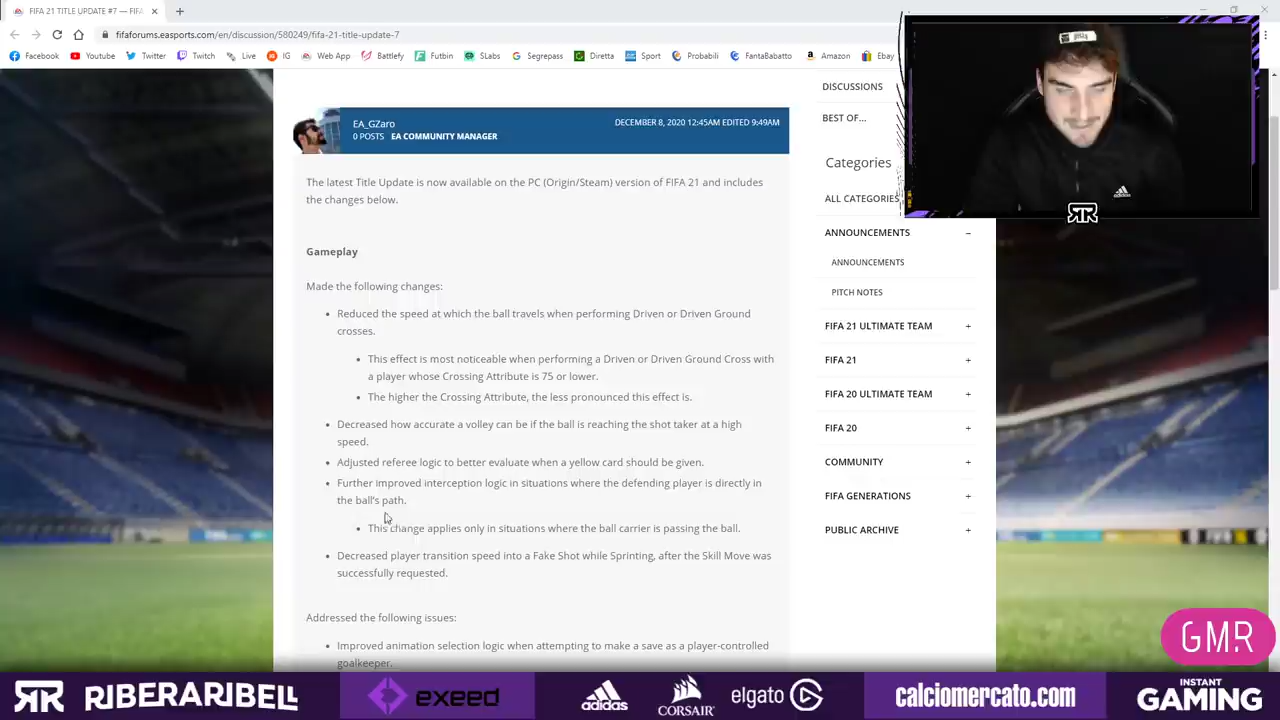 FIFA 21 TITLE UPDATE #7 — FIFA
fifaforums.easports.com/en/discussion/580249/fifa-21-title-update-7
Facebook Youtube Twitter Twitch Live IG Web App Battlefy Futbin SLabs Segrepass Diretta Sport Probabili FantaBabatto Amazon Ebay
DISCUSSIONS
BEST OF...
Categories
ALL CATEGORIES
ANNOUNCEMENTS –
ANNOUNCEMENTS
PITCH NOTES
FIFA 21 ULTIMATE TEAM +
FIFA 21 +
FIFA 20 ULTIMATE TEAM +
FIFA 20 +
COMMUNITY +
FIFA GENERATIONS +
PUBLIC ARCHIVE +
EA_GZaro
0 POSTS EA COMMUNITY MANAGER
DECEMBER 8, 2020 12:45AM EDITED 9:49AM
The latest Title Update is now available on the PC (Origin/Steam) version of FIFA 21 and includes
the changes below.
Gameplay
Made the following changes:
• Reduced the speed at which the ball travels when performing Driven or Driven Ground
crosses.
• This effect is most noticeable when performing a Driven or Driven Ground Cross with
a player whose Crossing Attribute is 75 or lower.
• The higher the Crossing Attribute, the less pronounced this effect is.
• Decreased how accurate a volley can be if the ball is reaching the shot taker at a high
speed.
• Adjusted referee logic to better evaluate when a yellow card should be given.
• Further improved interception logic in situations where the defending player is directly in
the ball's path.
• This change applies only in situations where the ball carrier is passing the ball.
• Decreased player transition speed into a Fake Shot while Sprinting, after the Skill Move was
successfully requested.
Addressed the following issues:
• Improved animation selection logic when attempting to make a save as a player-controlled
goalkeeper.
GMR
RR RIBERARIBELL
exeed
adidas
CORSAIR
elgato
calciomercato.com
INSTANT
GAMING